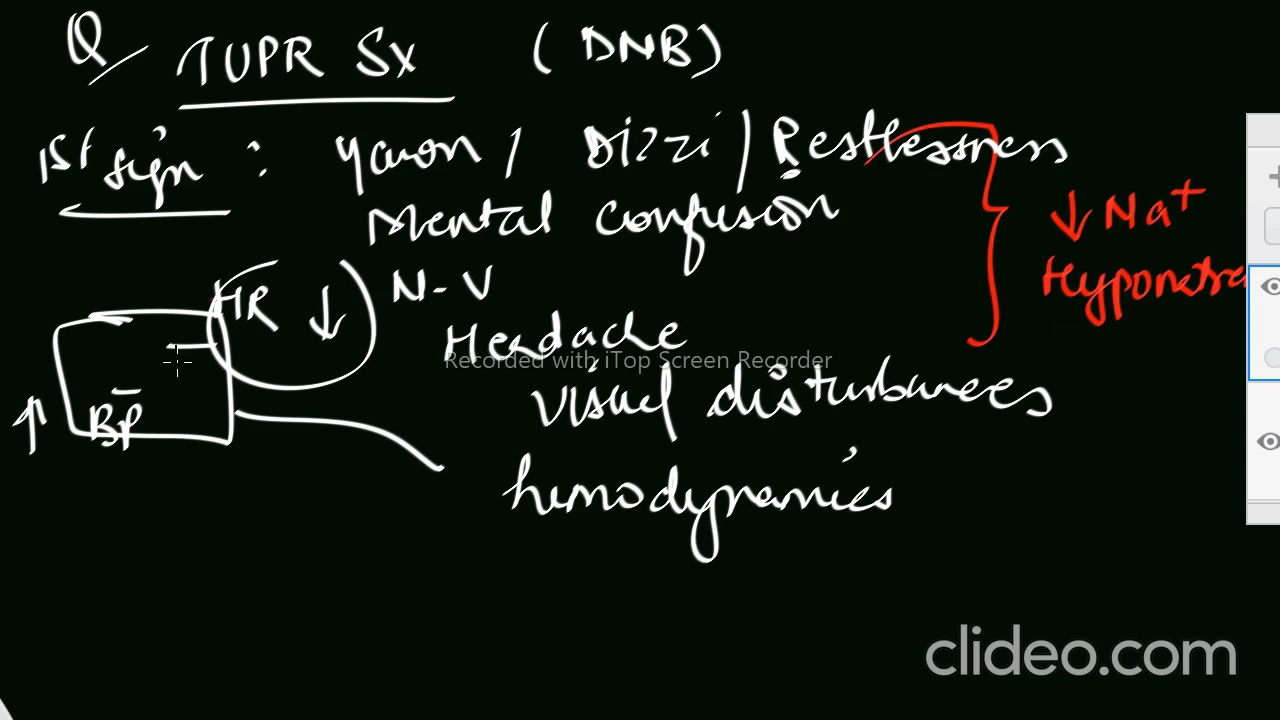 Q TUPR Sx (DNB)
1st sign : yawon / Dizzi / Restlessness
Mental confusion
↓ Na+
Hyponatre
HR ↓ N-V
Headache
Recorded with iTop Screen Recorder
visual disturbances
↑ BP
hemodynamics
clideo.com